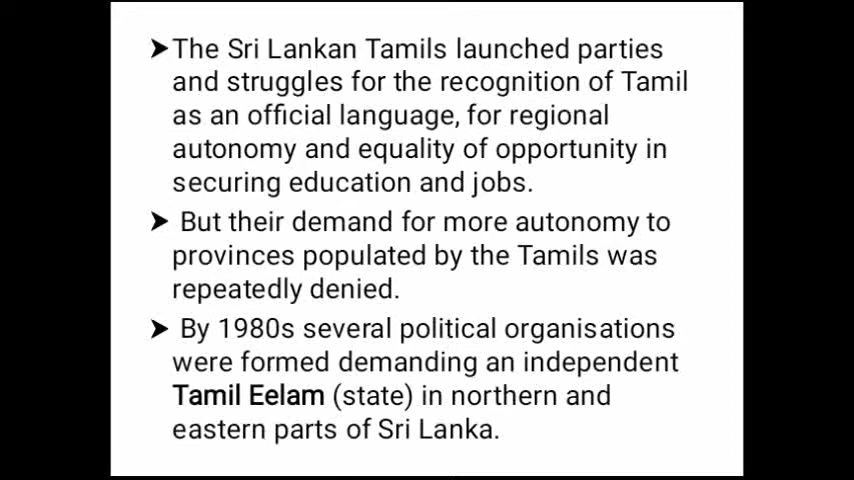 ➤The Sri Lankan Tamils launched parties
and struggles for the recognition of Tamil
as an official language, for regional
autonomy and equality of opportunity in
securing education and jobs.
➤ But their demand for more autonomy to
provinces populated by the Tamils was
repeatedly denied.
➤ By 1980s several political organisations
were formed demanding an independent
Tamil Eelam (state) in northern and
eastern parts of Sri Lanka.